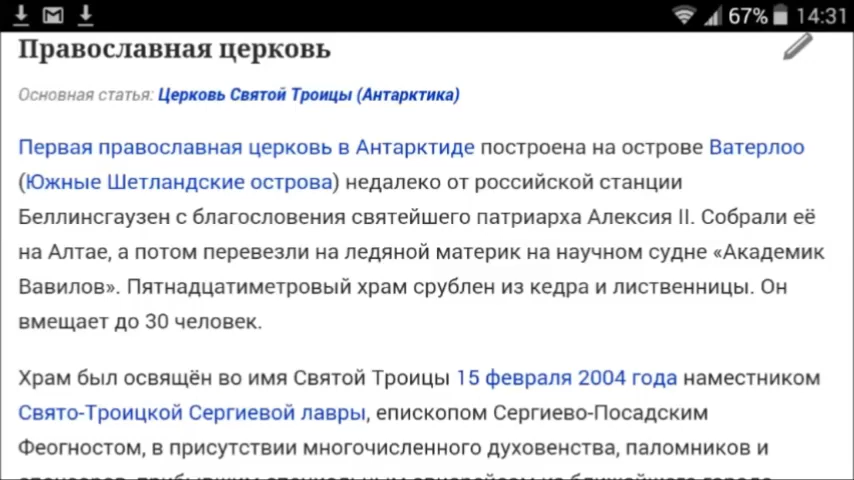 67% 14:31
Православная церковь
Основная статья: Церковь Святой Троицы (Антарктика)
Первая православная церковь в Антарктиде построена на острове Ватерлоо
(Южные Шетландские острова) недалеко от российской станции
Беллинсгаузен с благословения святейшего патриарха Алексия II. Собрали её
на Алтае, а потом перевезли на ледяной материк на научном судне «Академик
Вавилов». Пятнадцатиметровый храм срублен из кедра и лиственницы. Он
вмещает до 30 человек.
Храм был освящён во имя Святой Троицы 15 февраля 2004 года наместником
Свято-Троицкой Сергиевой лавры, епископом Сергиево-Посадским
Феогностом, в присутствии многочисленного духовенства, паломников и